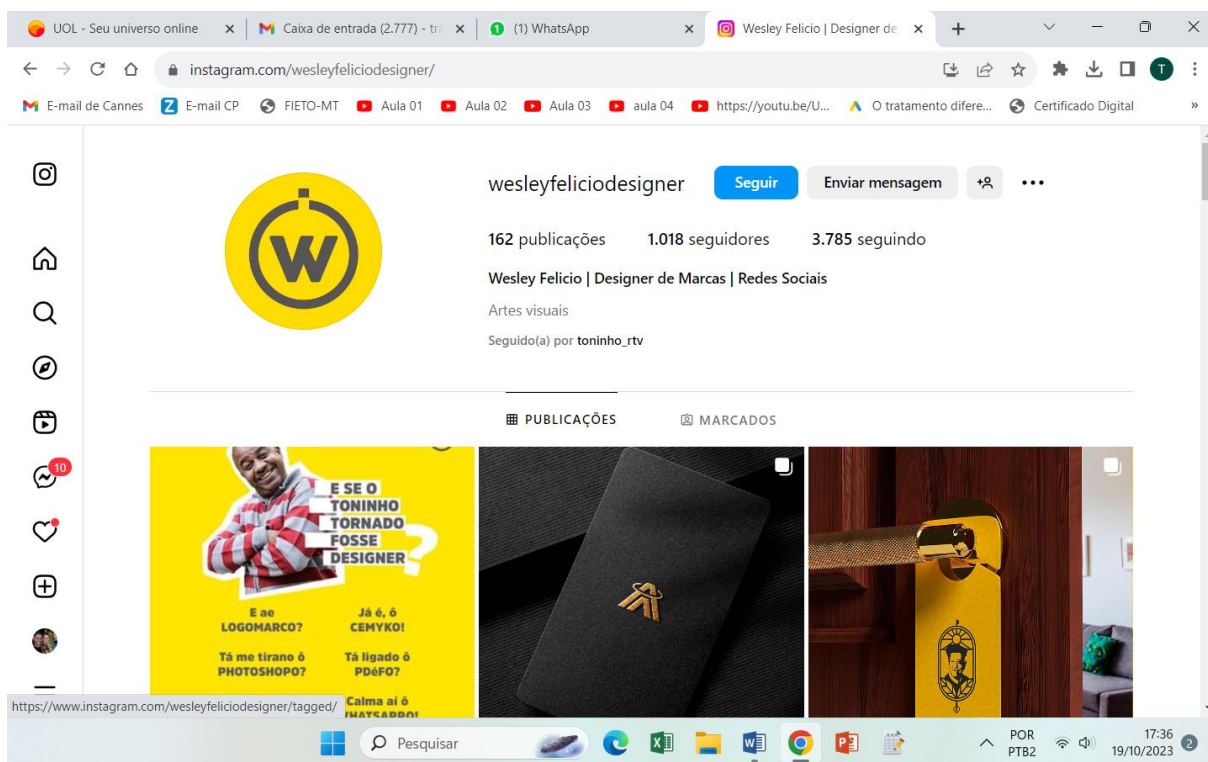 UOL - Seu universo online
Caixa de entrada (2.777) - tra
(1) WhatsApp
Wesley Felicio | Designer de
instagram.com/wesleyfeliciodesigner/
E-mail de Cannes
E-mail CP
FIETO-MT
Aula 01
Aula 02
Aula 03
aula 04
https://youtu.be/U...
O tratamento difere...
Certificado Digital
»
T
wesleyfeliciodesigner
Seguir
Enviar mensagem
162 publicações 1.018 seguidores 3.785 seguindo
Wesley Felicio | Designer de Marcas | Redes Sociais
Artes visuais
Seguido(a) por toninho_rtv
PUBLICAÇÕES
MARCADOS
10
W
E SE O
TONINHO
TORNADO
FOSSE
DESIGNER?
E ae
LOGOMARCO?
Já é, ô
CEMYKO!
Tá me tirano ô
PHOTOSHOPO?
Tá ligado ô
PDéFO?
Calma aí ô
WHATSAPPO!
https://www.instagram.com/wesleyfeliciodesigner/tagged/
Pesquisar
POR
PTB2
17:36
19/10/2023
2